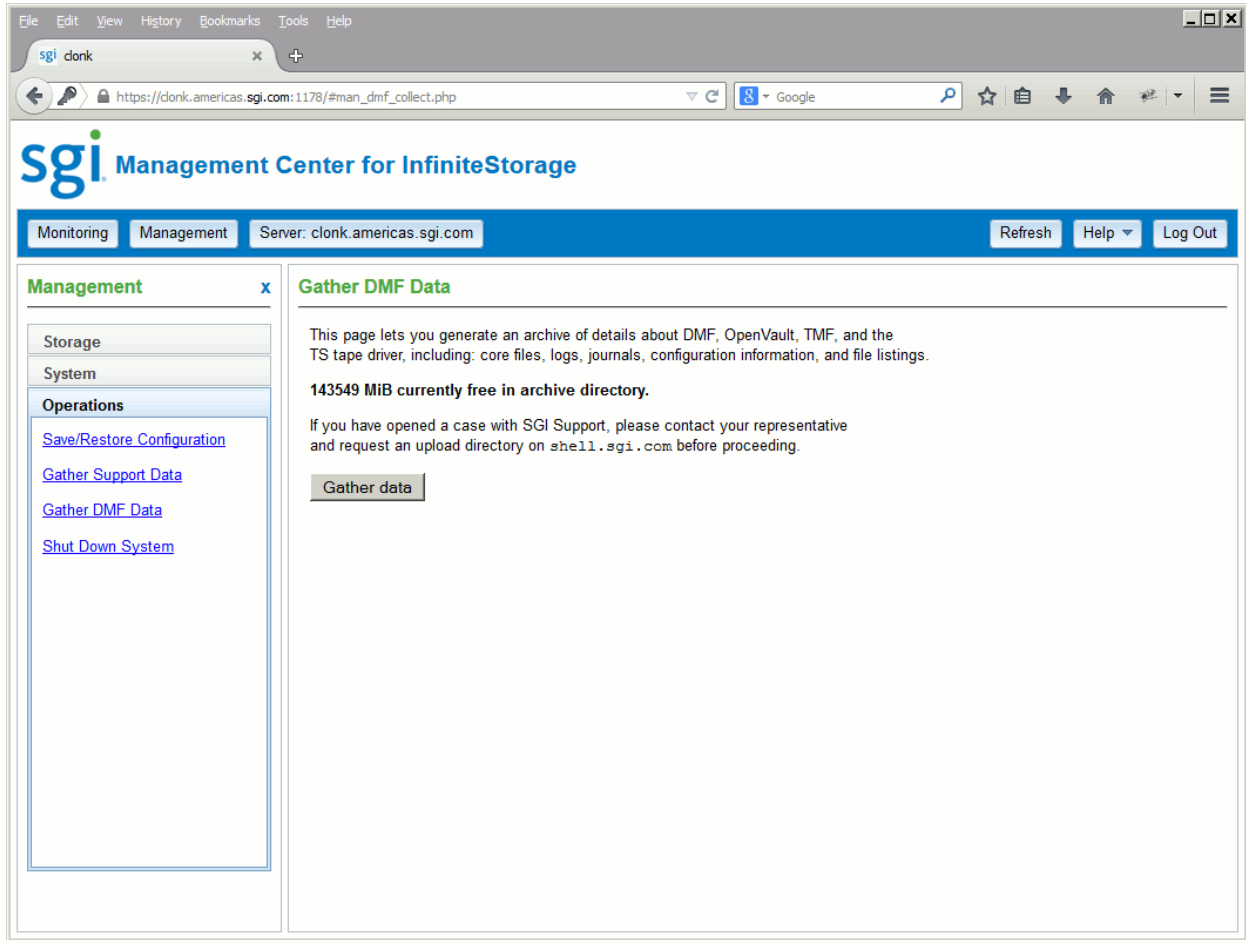 File Edit View History Bookmarks Tools Help
sgi clonk
https://clonk.americas.sgi.com:1178/#man_dmf_collect.php
8 Google
sgi Management Center for InfiniteStorage
Monitoring Management Server: clonk.americas.sgi.com Refresh Help Log Out
Management x
Storage
System
Operations
Save/Restore Configuration
Gather Support Data
Gather DMF Data
Shut Down System
Gather DMF Data
This page lets you generate an archive of details about DMF, OpenVault, TMF, and the
TS tape driver, including: core files, logs, journals, configuration information, and file listings.
143549 MiB currently free in archive directory.
If you have opened a case with SGI Support, please contact your representative
and request an upload directory on shell.sgi.com before proceeding.
Gather data